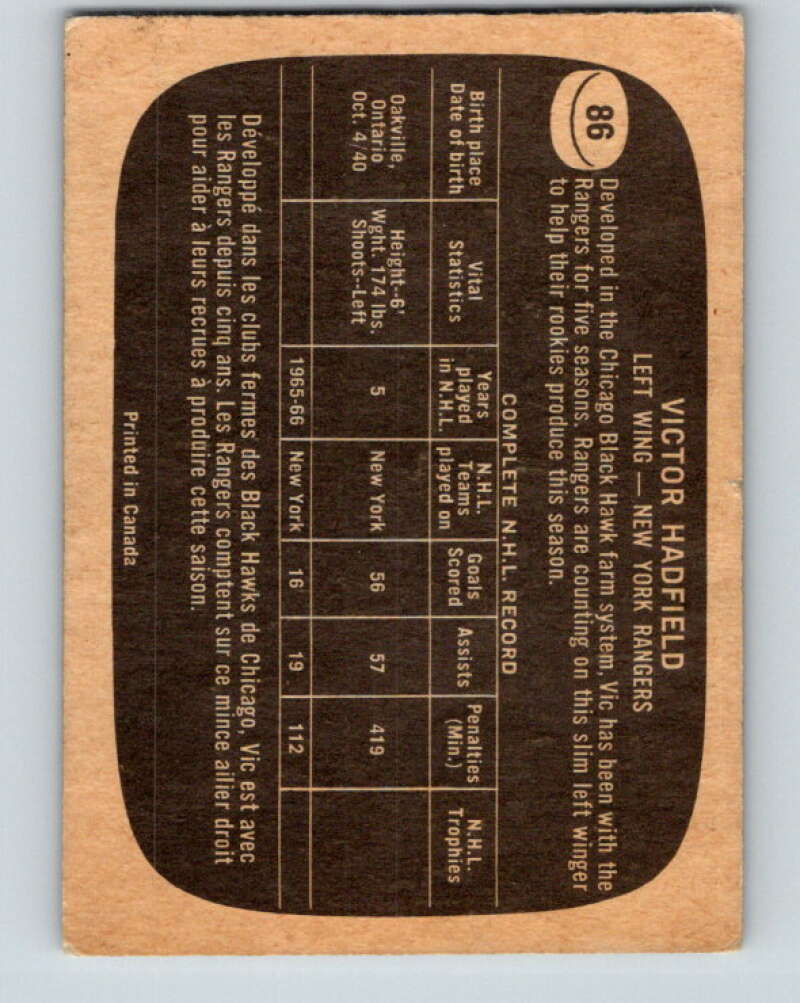 VICTOR HADFIELD
LEFT WING — NEW YORK RANGERS
86
Developed in the Chicago Black Hawk farm system, Vic has been with the
Rangers for five seasons. Rangers are counting on this slim left winger
to help their rookies produce this season.
COMPLETE N.H.L. RECORD
Birth place
Date of birth
Vital
Statistics
Years
played
in N.H.L.
N.H.L.
Teams
played on
Goals
Scored
Assists
Penalties
(Min.)
N.H.L.
Trophies
Oakville,
Ontario
Oct. 4/40
Height-6'
Wght. 174 lbs.
Shoots--Left
5 New York 56 57 419
1965-66 New York 16 19 112
Développé dans les clubs fermes des Black Hawks de Chicago, Vic est avec
les Rangers depuis cinq ans. Les Rangers comptent sur ce mince ailier droit
pour aider à leurs recrues à produire cette saison.
Printed in Canada